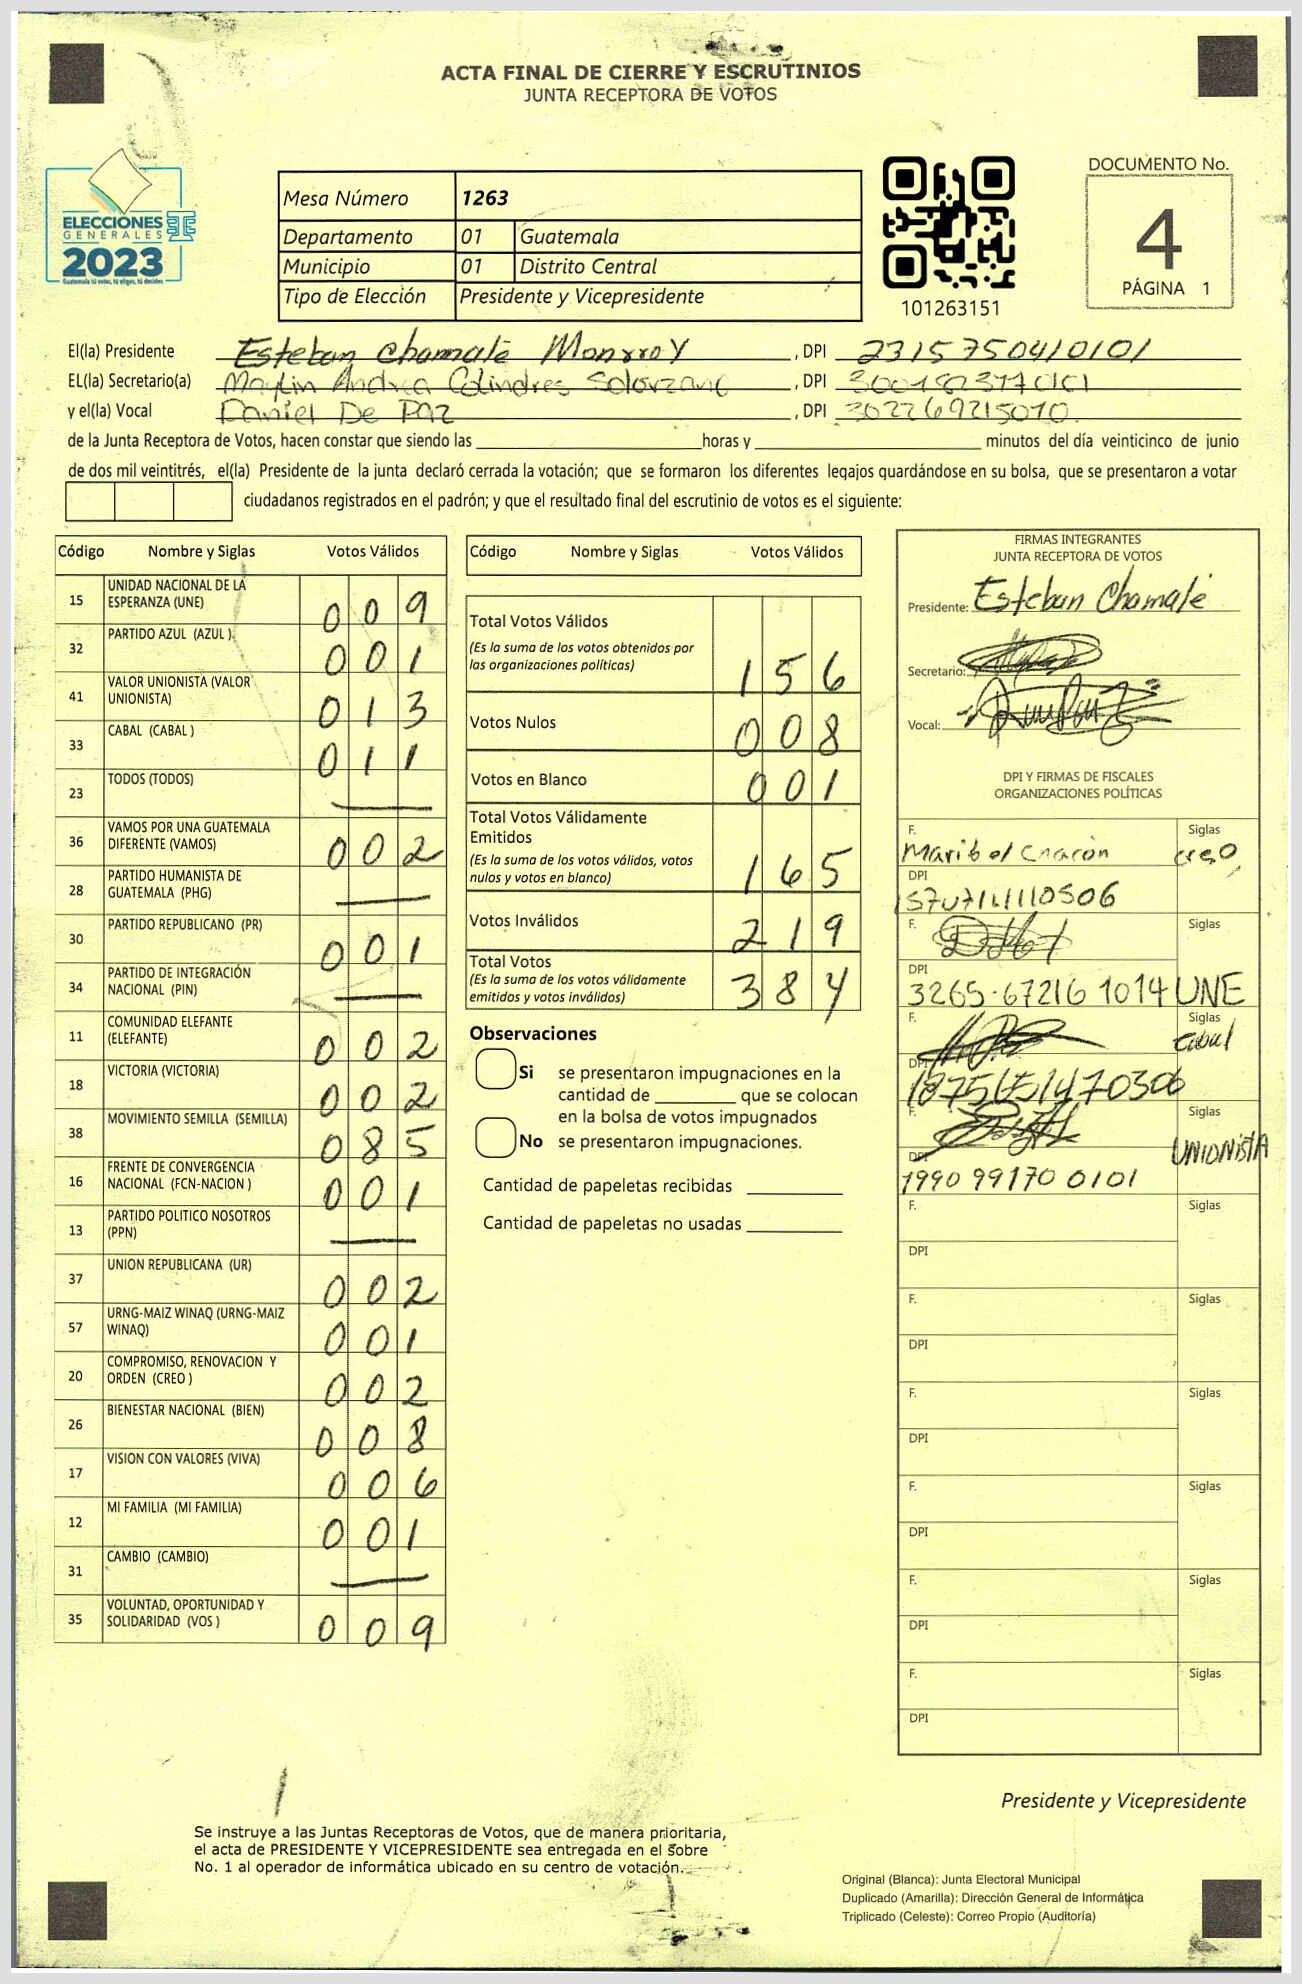 ACTA FINAL DE CIERRE Y ESCRUTINIOS
JUNTA RECEPTORA DE VOTOS
ELECCIONES
GENERALES
2023
Guatemala tú votas, tú eliges, tú decides
Mesa Número 1263
Departamento 01 Guatemala
Municipio 01 Distrito Central
Tipo de Elección Presidente y Vicepresidente
101263151
DOCUMENTO No.
4
PÁGINA 1
El(la) Presidente Esteban Chamalé Monrroy , DPI 2315750410101
EL(la) Secretario(a) Maylin Andrea Colindres Solorzano , DPI
y el(la) Vocal Daniel De Paz , DPI 302269215010
de la Junta Receptora de Votos, hacen constar que siendo las horas y minutos del día veinticinco de junio
de dos mil veintitrés, el(la) Presidente de la junta declaró cerrada la votación; que se formaron los diferentes legajos quardándose en su bolsa, que se presentaron a votar
ciudadanos registrados en el padrón; y que el resultado final del escrutinio de votos es el siguiente:
Código Nombre y Siglas Votos Válidos
15 UNIDAD NACIONAL DE LA ESPERANZA (UNE) 009
32 PARTIDO AZUL (AZUL ) 001
41 VALOR UNIONISTA (VALOR UNIONISTA) 013
33 CABAL (CABAL ) 011
23 TODOS (TODOS) —
36 VAMOS POR UNA GUATEMALA DIFERENTE (VAMOS) 002
28 PARTIDO HUMANISTA DE GUATEMALA (PHG) —
30 PARTIDO REPUBLICANO (PR) 001
34 PARTIDO DE INTEGRACIÓN NACIONAL (PIN) —
11 COMUNIDAD ELEFANTE (ELEFANTE) 002
18 VICTORIA (VICTORIA) 002
38 MOVIMIENTO SEMILLA (SEMILLA) 085
16 FRENTE DE CONVERGENCIA NACIONAL (FCN-NACION ) 001
13 PARTIDO POLITICO NOSOTROS (PPN) —
37 UNION REPUBLICANA (UR) 002
57 URNG-MAIZ WINAQ (URNG-MAIZ WINAQ) 001
20 COMPROMISO, RENOVACION Y ORDEN (CREO ) 002
26 BIENESTAR NACIONAL (BIEN) 008
17 VISION CON VALORES (VIVA) 006
12 MI FAMILIA (MI FAMILIA) 001
31 CAMBIO (CAMBIO) —
35 VOLUNTAD, OPORTUNIDAD Y SOLIDARIDAD (VOS ) 009
Código Nombre y Siglas Votos Válidos
Total Votos Válidos
(Es la suma de los votos obtenidos por
las organizaciones políticas) 156
Votos Nulos 008
Votos en Blanco 001
Total Votos Válidamente
Emitidos
(Es la suma de los votos válidos, votos
nulos y votos en blanco) 165
Votos Inválidos 219
Total Votos
(Es la suma de los votos válidamente
emitidos y votos inválidos) 384
Observaciones
Si se presentaron impugnaciones en la
cantidad de que se colocan
en la bolsa de votos impugnados
No se presentaron impugnaciones.
Cantidad de papeletas recibidas
Cantidad de papeletas no usadas
FIRMAS INTEGRANTES
JUNTA RECEPTORA DE VOTOS
Presidente: Esteban Chamalé
Secretario:
Vocal:
DPI Y FIRMAS DE FISCALES
ORGANIZACIONES POLÍTICAS
F. Siglas
Maribel Chacón creo
DPI
F. Siglas
DPI
3265-67216 1014 UNE
F. Siglas
Cabal
DPI
F. Siglas
DPI UNIONISTA
1990 99170 0101
F. Siglas
DPI
F. Siglas
DPI
F. Siglas
DPI
F. Siglas
DPI
F. Siglas
DPI
F. Siglas
DPI
Presidente y Vicepresidente
Se instruye a las Juntas Receptoras de Votos, que de manera prioritaria,
el acta de PRESIDENTE Y VICEPRESIDENTE sea entregada en el sobre
No. 1 al operador de informática ubicado en su centro de votación.
Original (Blanca): Junta Electoral Municipal
Duplicado (Amarilla): Dirección General de Informática
Triplicado (Celeste): Correo Propio (Auditoría)